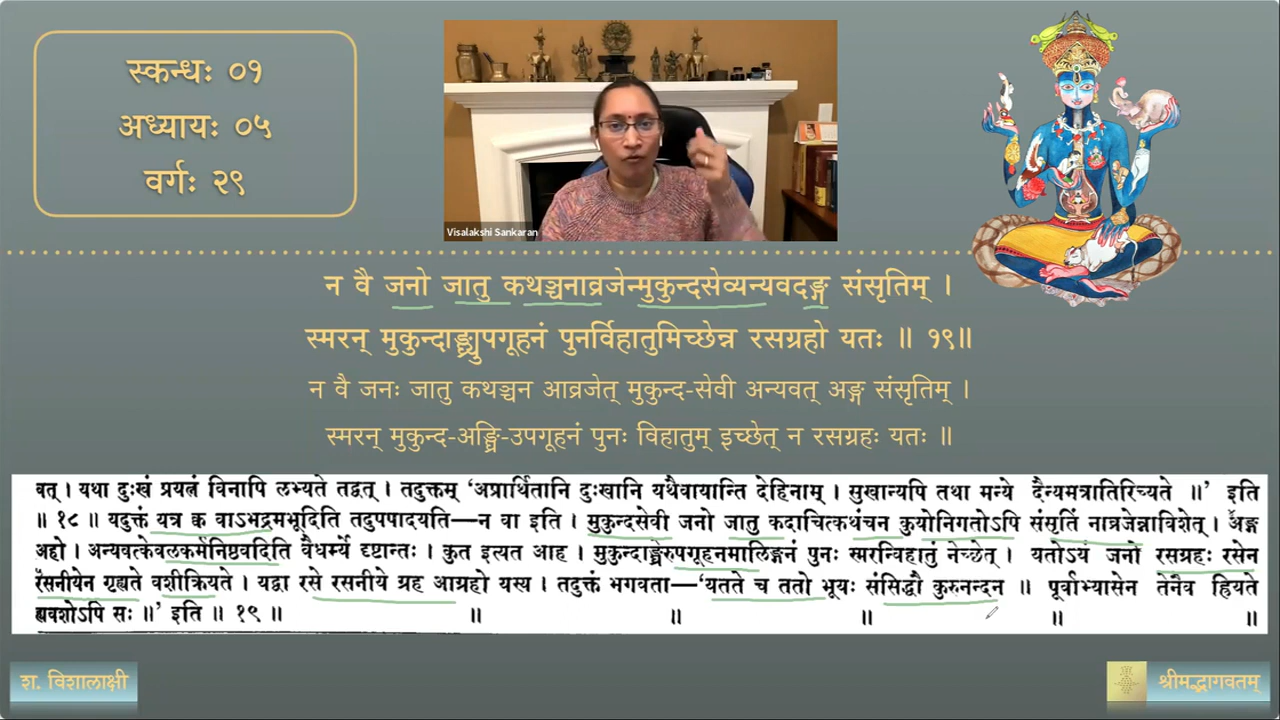 स्कन्धः ०१
अध्यायः ०५
वर्गः २९
Visalakshi Sankaran
न वै जनो जातु कथञ्चनाव्रजेन्मुकुन्दसेव्यन्यवदङ्ग संसृतिम् ।
स्मरन् मुकुन्दाङ्घ्र्युपगूहनं पुनर्विहातुमिच्छेन्न रसग्रहो यतः ॥ १९॥
न वै जनः जातु कथञ्चन आव्रजेत् मुकुन्द-सेवी अन्यवत् अङ्ग संसृतिम् ।
स्मरन् मुकुन्द-अङ्घ्रि-उपगूहनं पुनः विहातुम् इच्छेत् न रसग्रहः यतः ॥
वत् । यथा दुःखं प्रयत्नं विनापि लभ्यते तद्वत् । तदुक्तम् ‘अप्रार्थितानि दुःखानि यथैवायान्ति देहिनाम् । सुखान्यपि तथा मन्ये दैन्यमत्रातिरिच्यते ॥’ इति
॥ १८ ॥ यदुक्तं यत्र क्व वाऽभद्रमभूदिति तदुपपादयति—न वा इति । मुकुन्दसेवी जनो जातु कदाचित्कथंचन कुयोनिगतोऽपि संसृतिं नाव्रजेन्नाविशेत् । अङ्ग
अहो । अन्यवत्केवलकर्मनिष्ठवदिति वैधर्म्ये दृष्टान्तः । कुत इत्यत आह । मुकुन्दाङ्घ्रेरुपगूहनमालिङ्गनं पुनः स्मरन्विहातुं नेच्छेत् । यतोऽयं जनो रसग्रहः रसेन
रसनीयेन गृह्यते वशीक्रियते । यद्वा रसे रसनीये ग्रह आग्रहो यस्य । तदुक्तं भगवता—‘यतते च ततो भूयः संसिद्धौ कुरुनन्दन ॥ पूर्वाभ्यासेन तेनैव ह्रियते
ह्यवशोऽपि सः ॥’ इति ॥ १९ ॥ ॥ ॥ ॥ ॥ ॥
श. विशालाक्षी
श्रीमद्भागवतम्